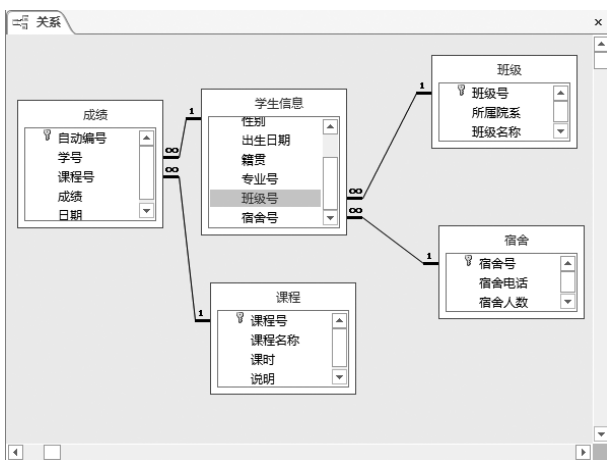 关系
成绩
自动编号
学号
课程号
成绩
日期
学生信息
性别
出生日期
籍贯
专业号
班级号
宿舍号
班级
班级号
所属院系
班级名称
宿舍
宿舍号
宿舍电话
宿舍人数
课程
课程号
课程名称
课时
说明
1
∞
∞
1
1
∞
∞
1